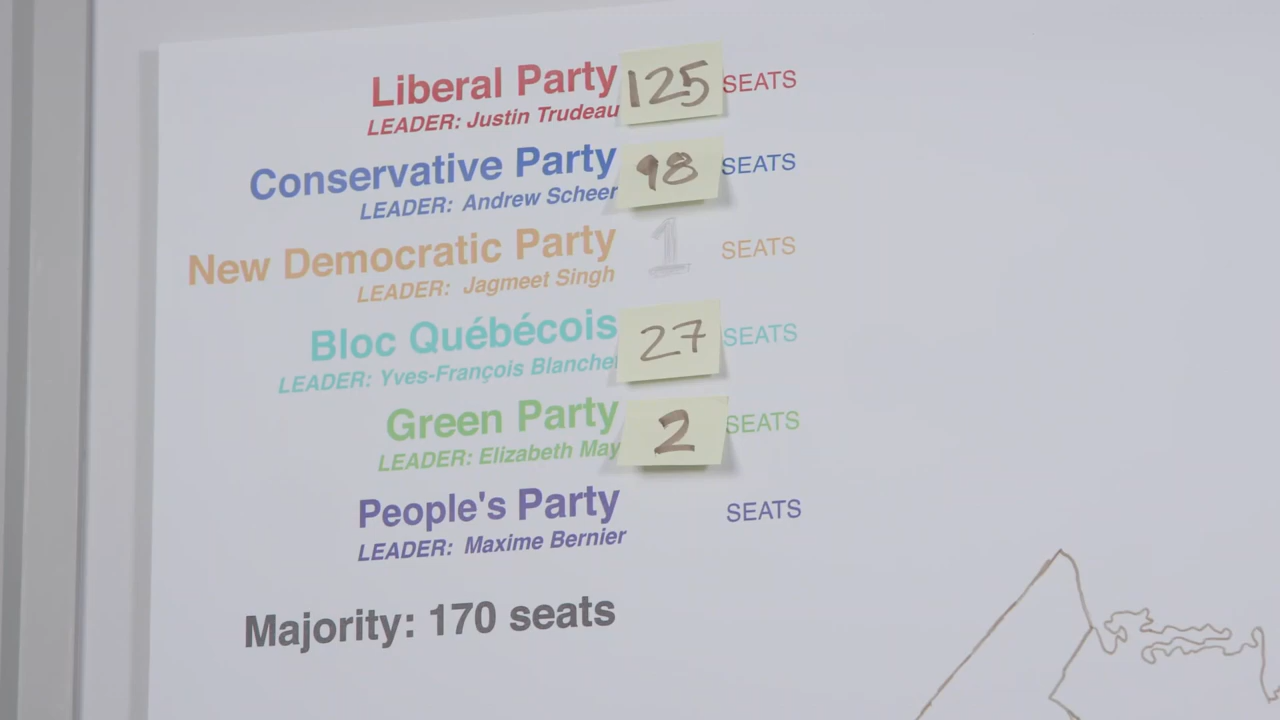 Liberal Party 125 SEATS
LEADER: Justin Trudeau
Conservative Party 98 SEATS
LEADER: Andrew Scheer
New Democratic Party 1 SEATS
LEADER: Jagmeet Singh
Bloc Québécois 27 SEATS
LEADER: Yves-François Blanchet
Green Party 2 SEATS
LEADER: Elizabeth May
People's Party SEATS
LEADER: Maxime Bernier
Majority: 170 seats